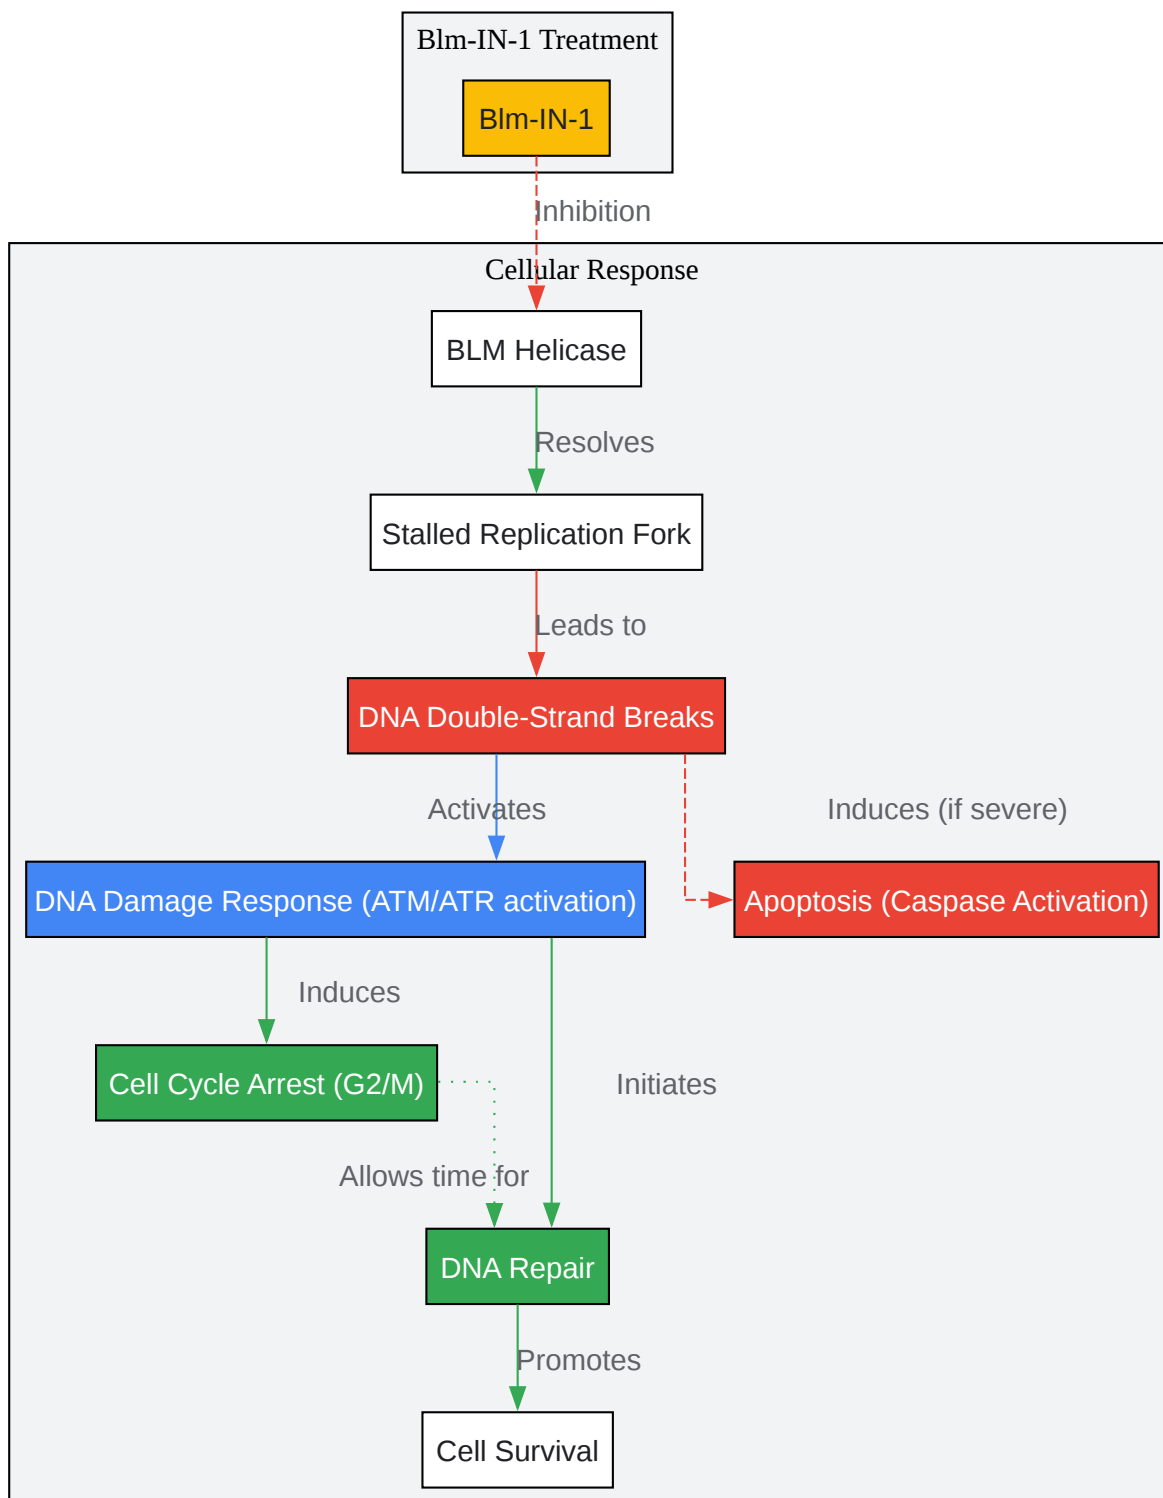 Blm-IN-1 Treatment
Blm-IN-1
Inhibition
Cellular Response
BLM Helicase
Resolves
Stalled Replication Fork
Leads to
DNA Double-Strand Breaks
Activates
Induces (if severe)
DNA Damage Response (ATM/ATR activation)
Apoptosis (Caspase Activation)
Induces
Cell Cycle Arrest (G2/M)
Initiates
Allows time for
DNA Repair
Promotes
Cell Survival